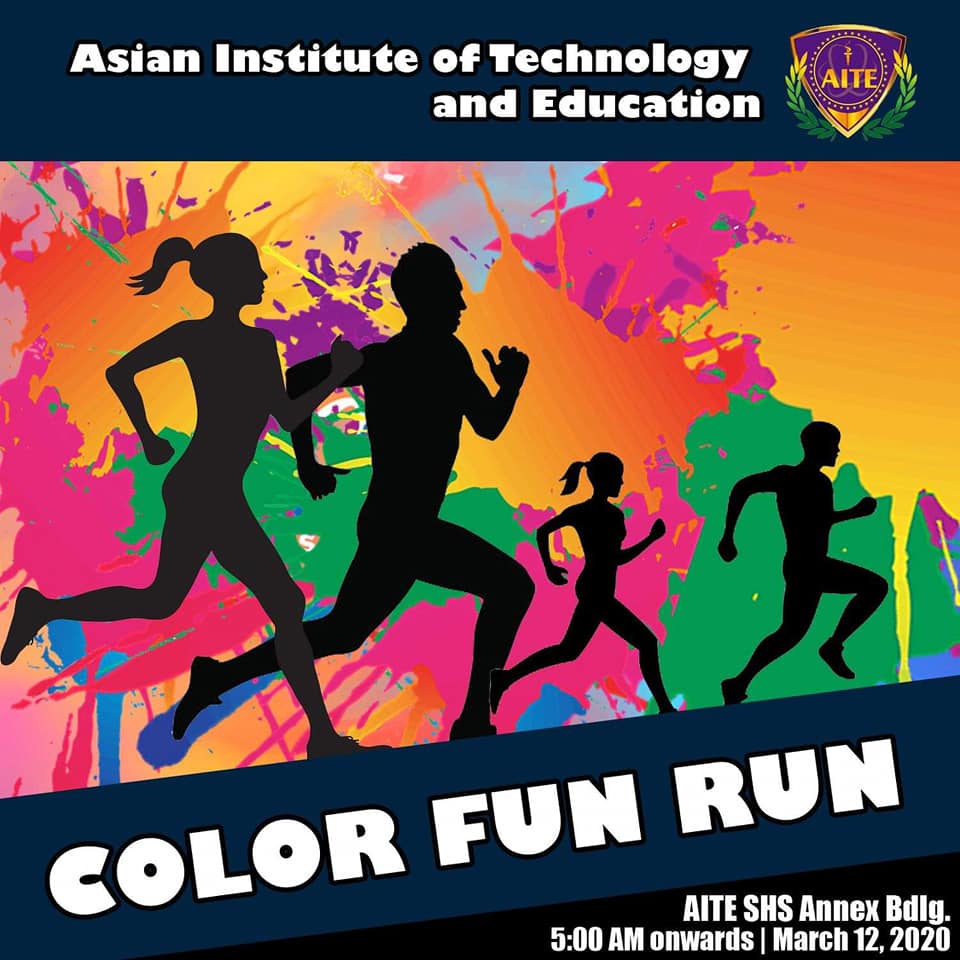 Asian Institute of Technology
and Education
AITE
COLOR FUN RUN
AITE SHS Annex Bdlg.
5:00 AM onwards | March 12, 2020